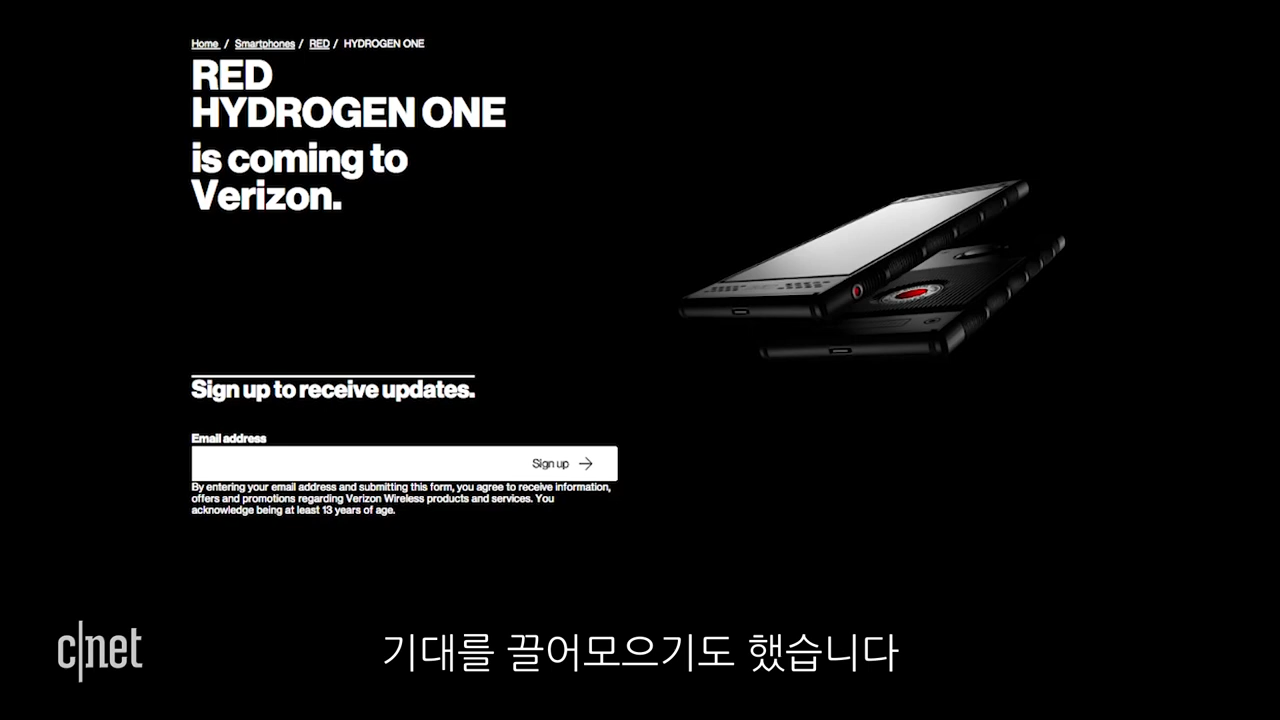 Home / Smartphones / RED / HYDROGEN ONE
RED
HYDROGEN ONE
is coming to
Verizon.
Sign up to receive updates.
Email address
Sign up →
By entering your email address and submitting this form, you agree to receive information,
offers and promotions regarding Verizon Wireless products and services. You
acknowledge being at least 13 years of age.
c|net
기대를 끌어모으기도 했습니다